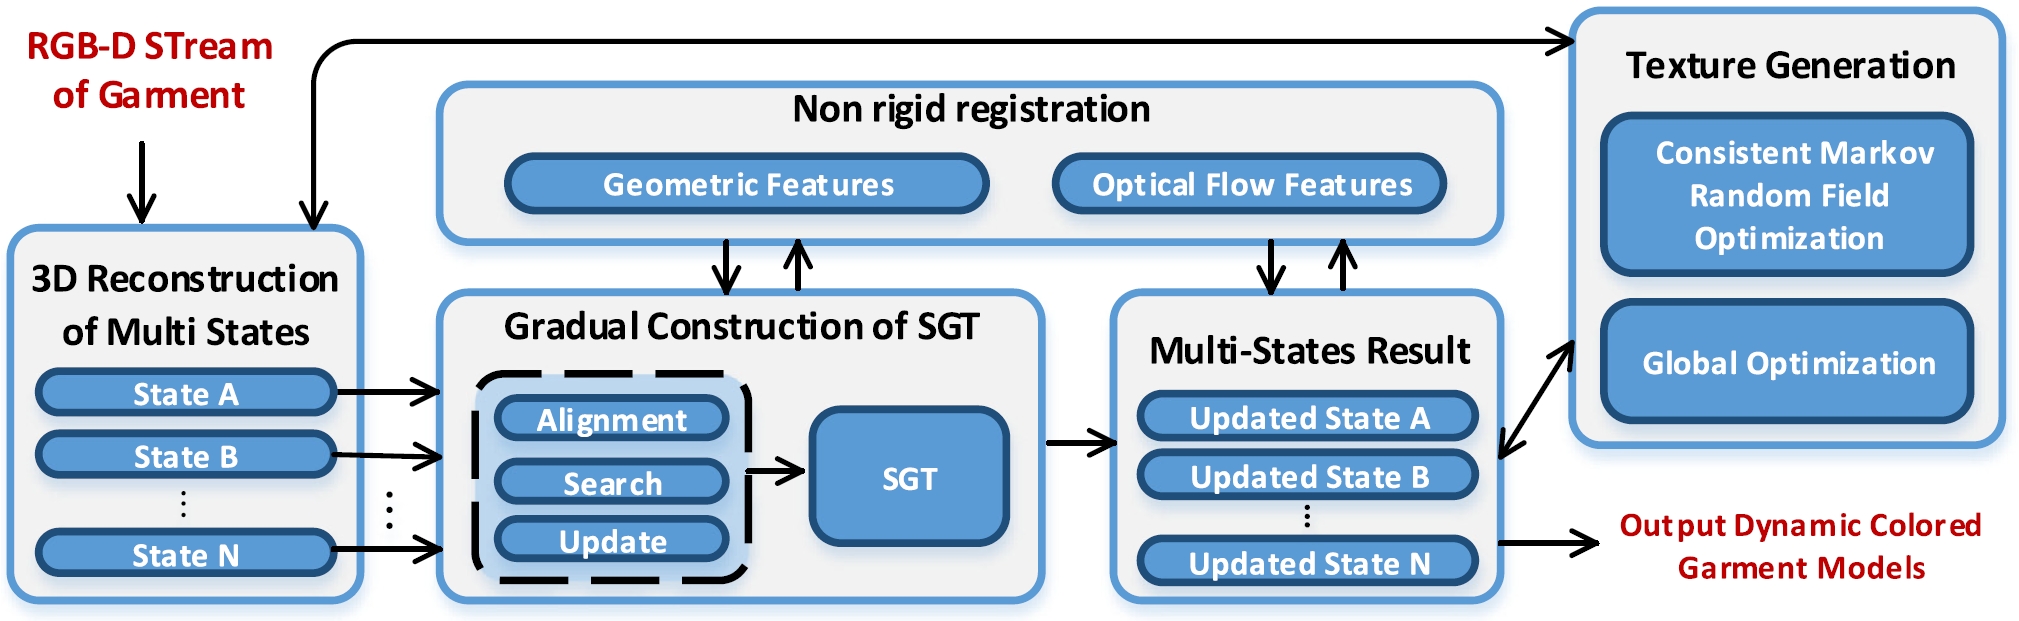 RGB-D STream
of Garment
3D Reconstruction
of Multi States
State A
State B
⋮
State N
⋮
Non rigid registration
Geometric Features
Optical Flow Features
Gradual Construction of SGT
Alignment
Search
Update
SGT
Multi-States Result
Updated State A
Updated State B
⋮
Updated State N
Texture Generation
Consistent Markov
Random Field
Optimization
Global Optimization
Output Dynamic Colored
Garment Models